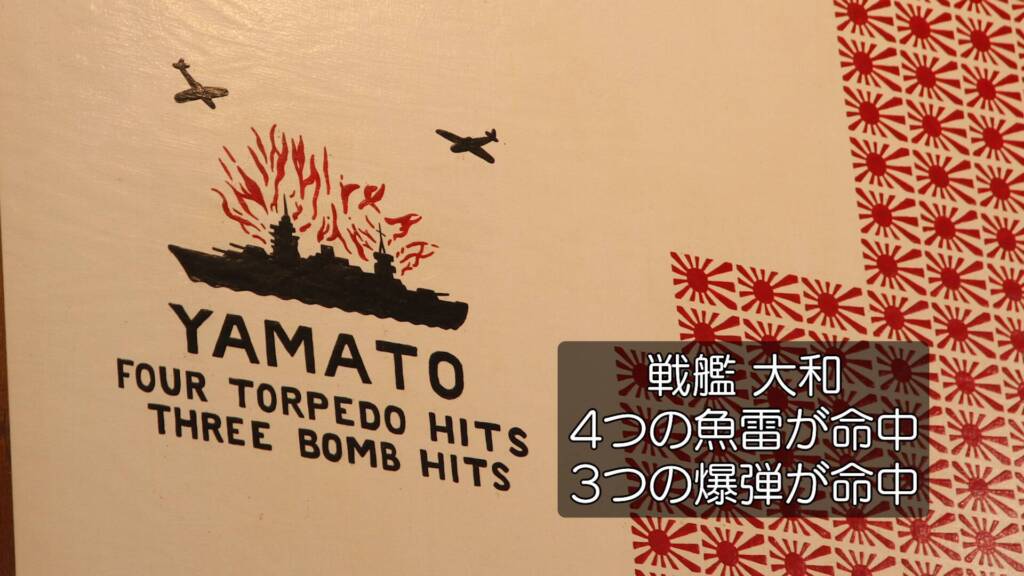 YAMATO
FOUR TORPEDO HITS
THREE BOMB HITS
戦艦 大和
4つの魚雷が命中
3つの爆弾が命中